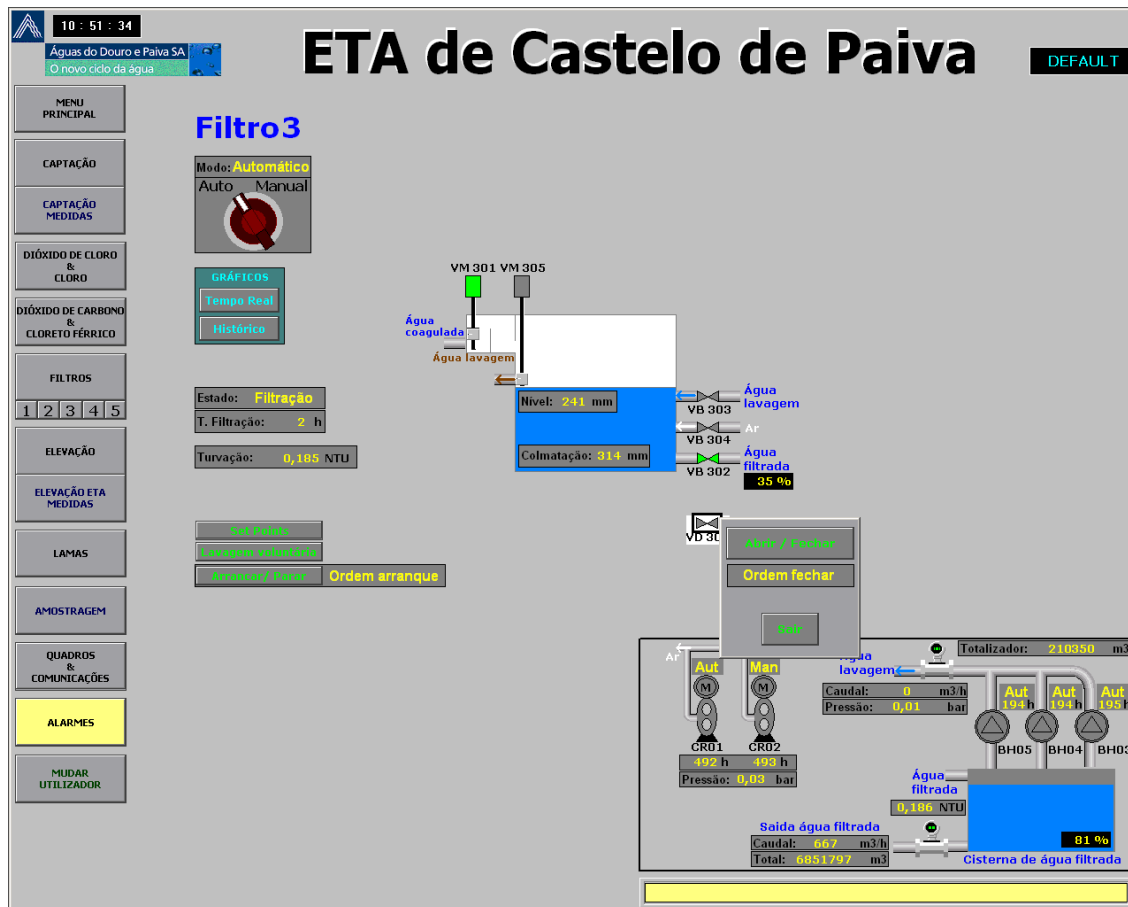 10 : 51 : 34
Águas do Douro e Paiva SA
O novo ciclo da água
ETA de Castelo de Paiva
DEFAULT
MENU
PRINCIPAL
CAPTAÇÃO
CAPTAÇÃO
MEDIDAS
DIÓXIDO DE CLORO
&
CLORO
DIÓXIDO DE CARBONO
&
CLORETO FÉRRICO
FILTROS
1 2 3 4 5
ELEVAÇÃO
ELEVAÇÃO ETA
MEDIDAS
LAMAS
AMOSTRAGEM
QUADROS
&
COMUNICAÇÕES
ALARMES
MUDAR
UTILIZADOR
Filtro3
Modo: Automático
Auto Manual
GRÁFICOS
Tempo Real
Histórico
Estado: Filtração
T. Filtração: 2 h
Turvação: 0,185 NTU
Set Points
Lavagem voluntária
Arrancar/ Parar Ordem arranque
VM 301 VM 305
Água
coagulada
Água lavagem
Nível: 241 mm
Colmatação: 314 mm
Água
lavagem
VB 303
Ar
VB 304
Água
filtrada
VB 302
35 %
VD 30
Abrir / Fechar
Ordem fechar
Sair
Ar
Aut Man
M M
CR01 CR02
492 h 493 h
Pressão: 0,03 bar
Água
lavagem
Totalizador: 210350 m3
Caudal: 0 m3/h
Pressão: 0,01 bar
Aut Aut Aut
194 h 194 h 195 h
BH05 BH04 BH03
Água
filtrada
0,186 NTU
Saida água filtrada
Caudal: 667 m3/h
Total: 6851797 m3
81 %
Cisterna de água filtrada